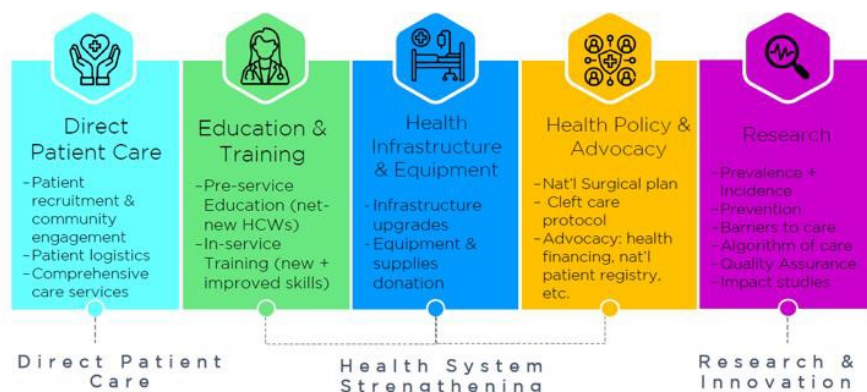 Direct
Patient Care
-Patient
recruitment &
community
engagement
-Patient logistics
-Comprehensive
care services
Education &
Training
-Pre-service
Education (net-
new HCWs)
-In-service
Training (new +
improved skills)
Health
Infrastructure
& Equipment
-Infrastructure
upgrades
-Equipment &
supplies
donation
Health Policy &
Advocacy
-Nat'l Surgical plan
- Cleft care
protocol
-Advocacy: health
financing, nat'l
patient registry,
etc.
Research
-Prevalence +
Incidence
-Prevention
-Barriers to care
-Algorithm of care
-Quality Assurance
-Impact studies
Direct Patient
Care
Health System
Strengthening
Research &
Innovation